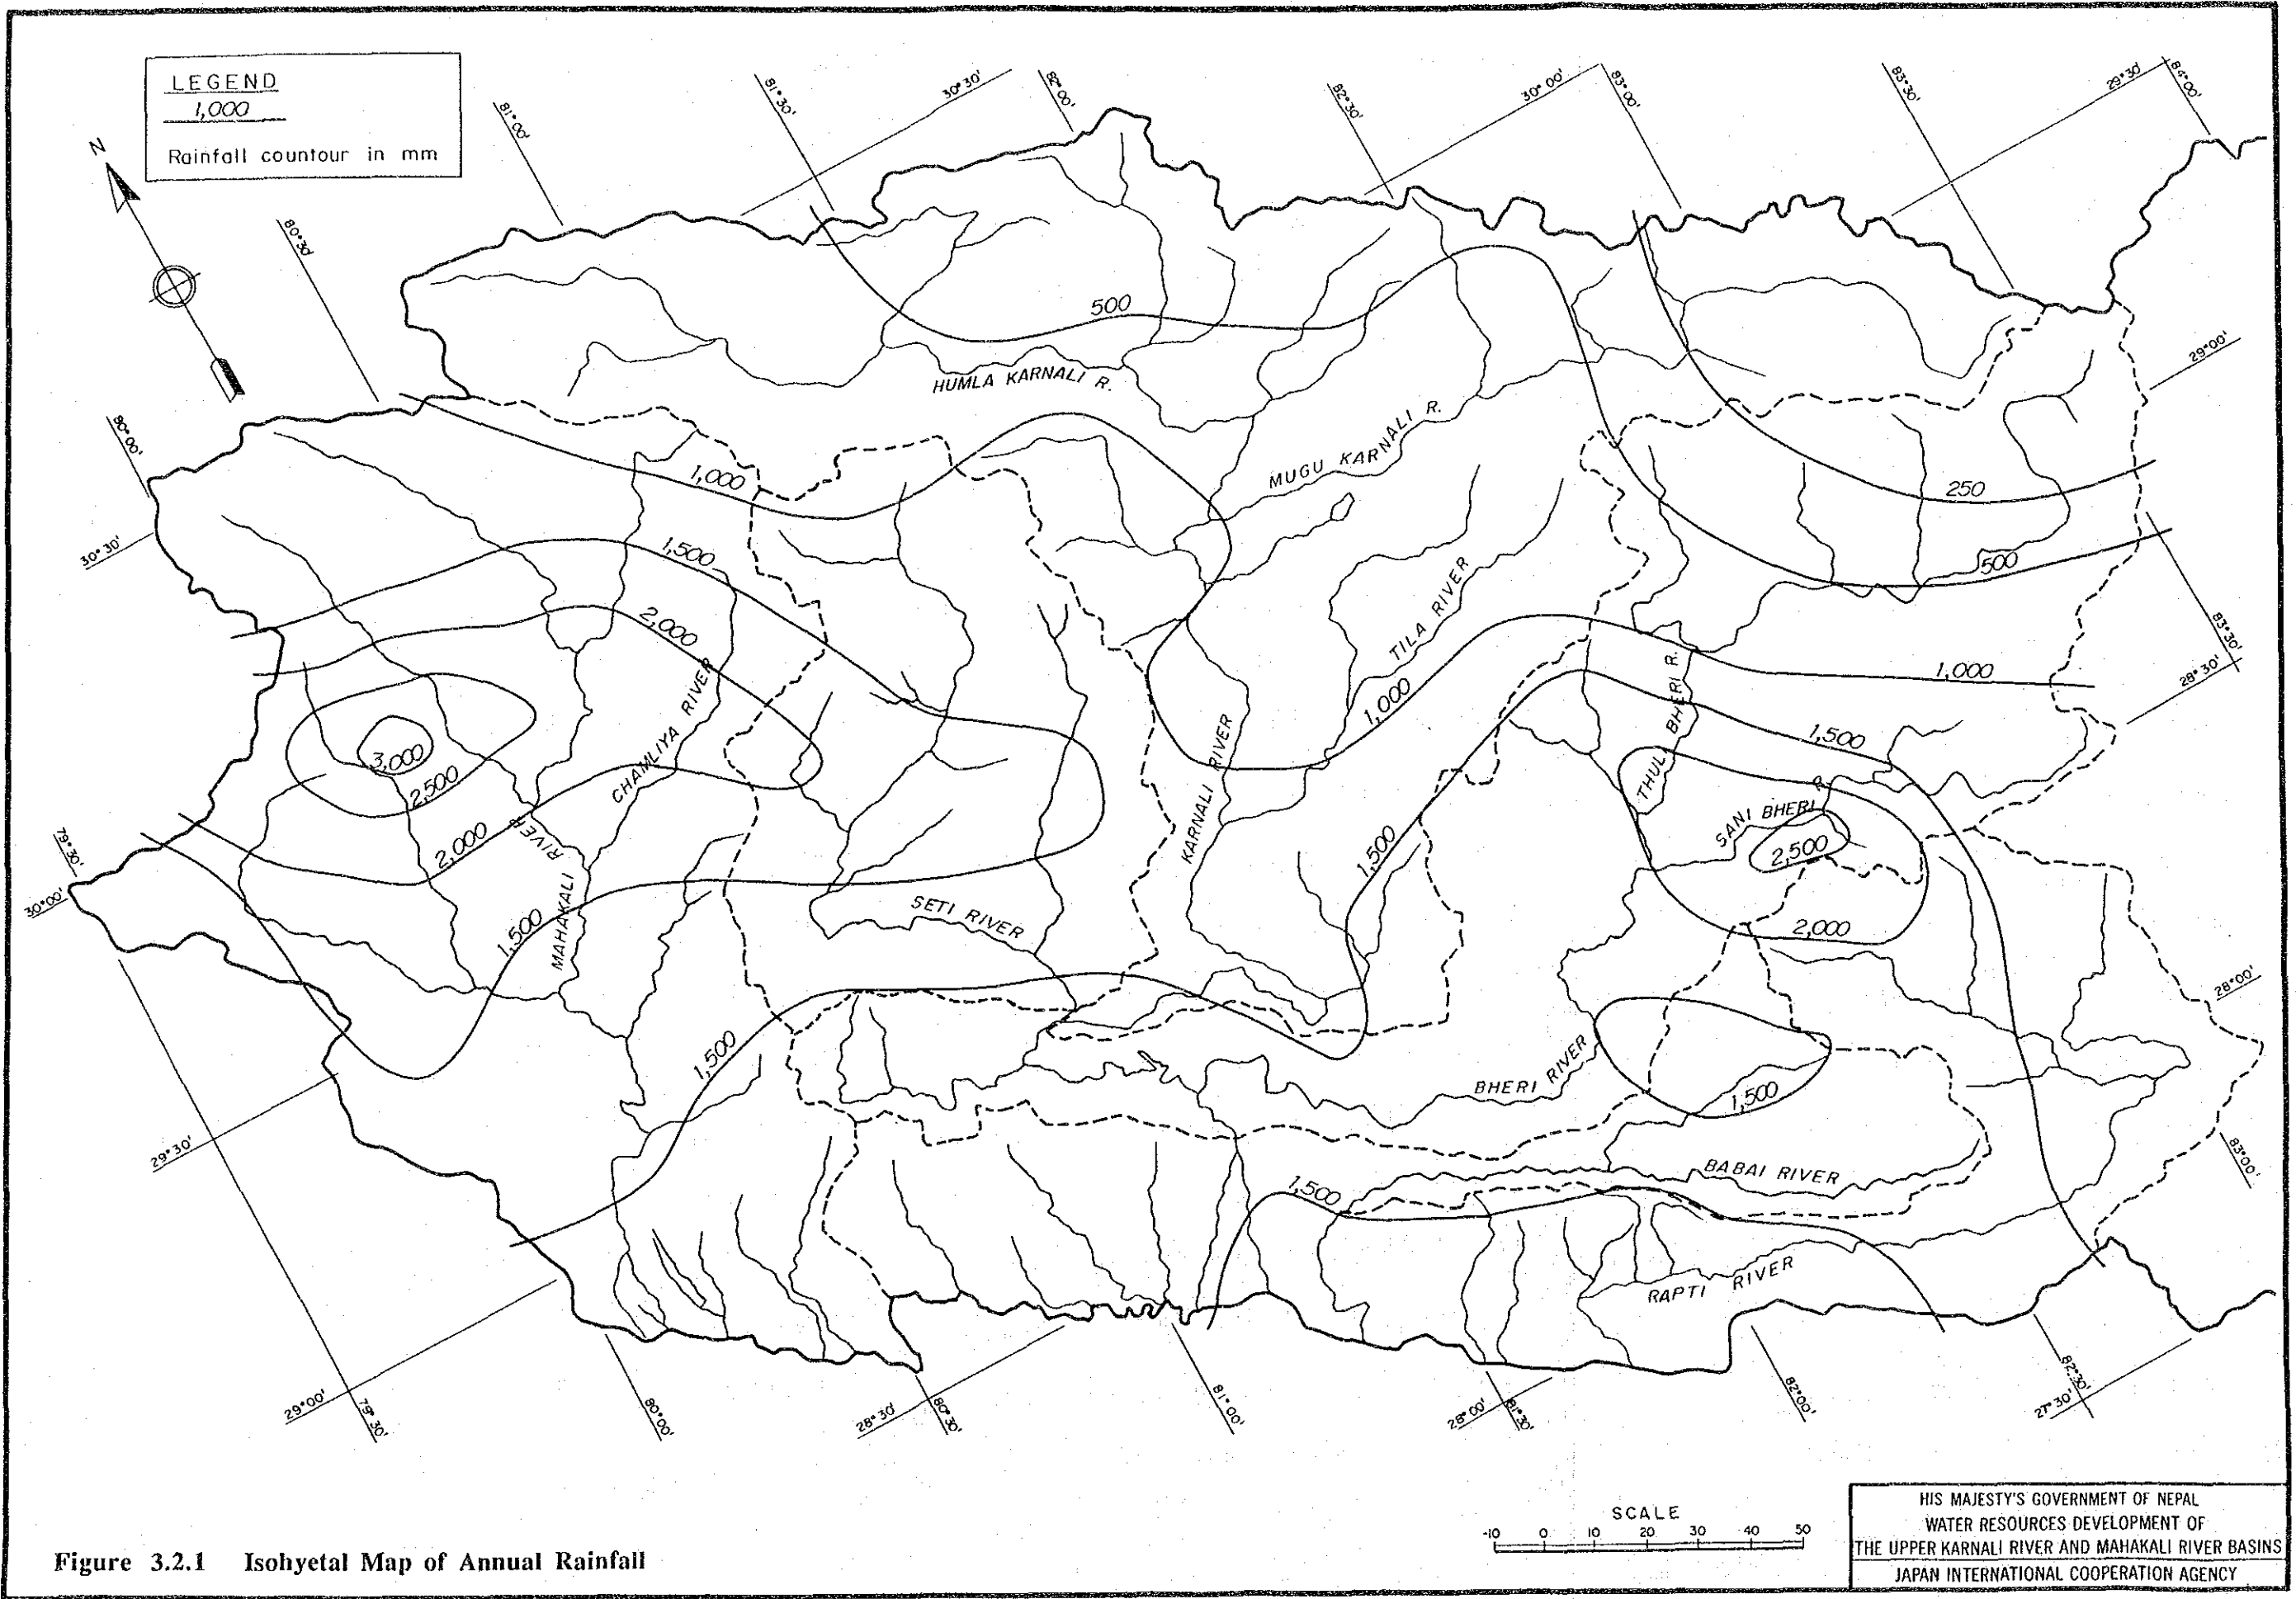 LEGEND
1,000
Rainfall countour in mm
N
81°00'
81°30'
30°30'
82°00'
82°30'
30°00'
83°00'
83°30'
29°30'
84°00'
80°30'
80°00'
30°30'
29°00'
83°30'
28°30'
79°30'
30°00'
28°00'
83°00'
29°30'
29°00'
79°30'
80°00'
28°30'
80°30'
81°00'
28°00'
81°30'
82°00'
82°30'
27°30'
500
HUMLA KARNALI R.
MUGU KARNALI R.
1,000
250
500
1,500
2,000
TILA RIVER
1,000
1,000
1,500
CHAMLIYA RIVER
3,000
2,500
2,000
MAHAKALI RIVER
1,500
KARNALI RIVER
THULI BHERI R.
SANI BHERI R.
2,500
1,500
2,000
SETI RIVER
1,500
BHERI RIVER
1,500
BABAI RIVER
1,500
RAPTI RIVER
SCALE
-10 0 10 20 30 40 50
Figure 3.2.1 Isohyetal Map of Annual Rainfall
HIS MAJESTY'S GOVERNMENT OF NEPAL
WATER RESOURCES DEVELOPMENT OF
THE UPPER KARNALI RIVER AND MAHAKALI RIVER BASINS
JAPAN INTERNATIONAL COOPERATION AGENCY